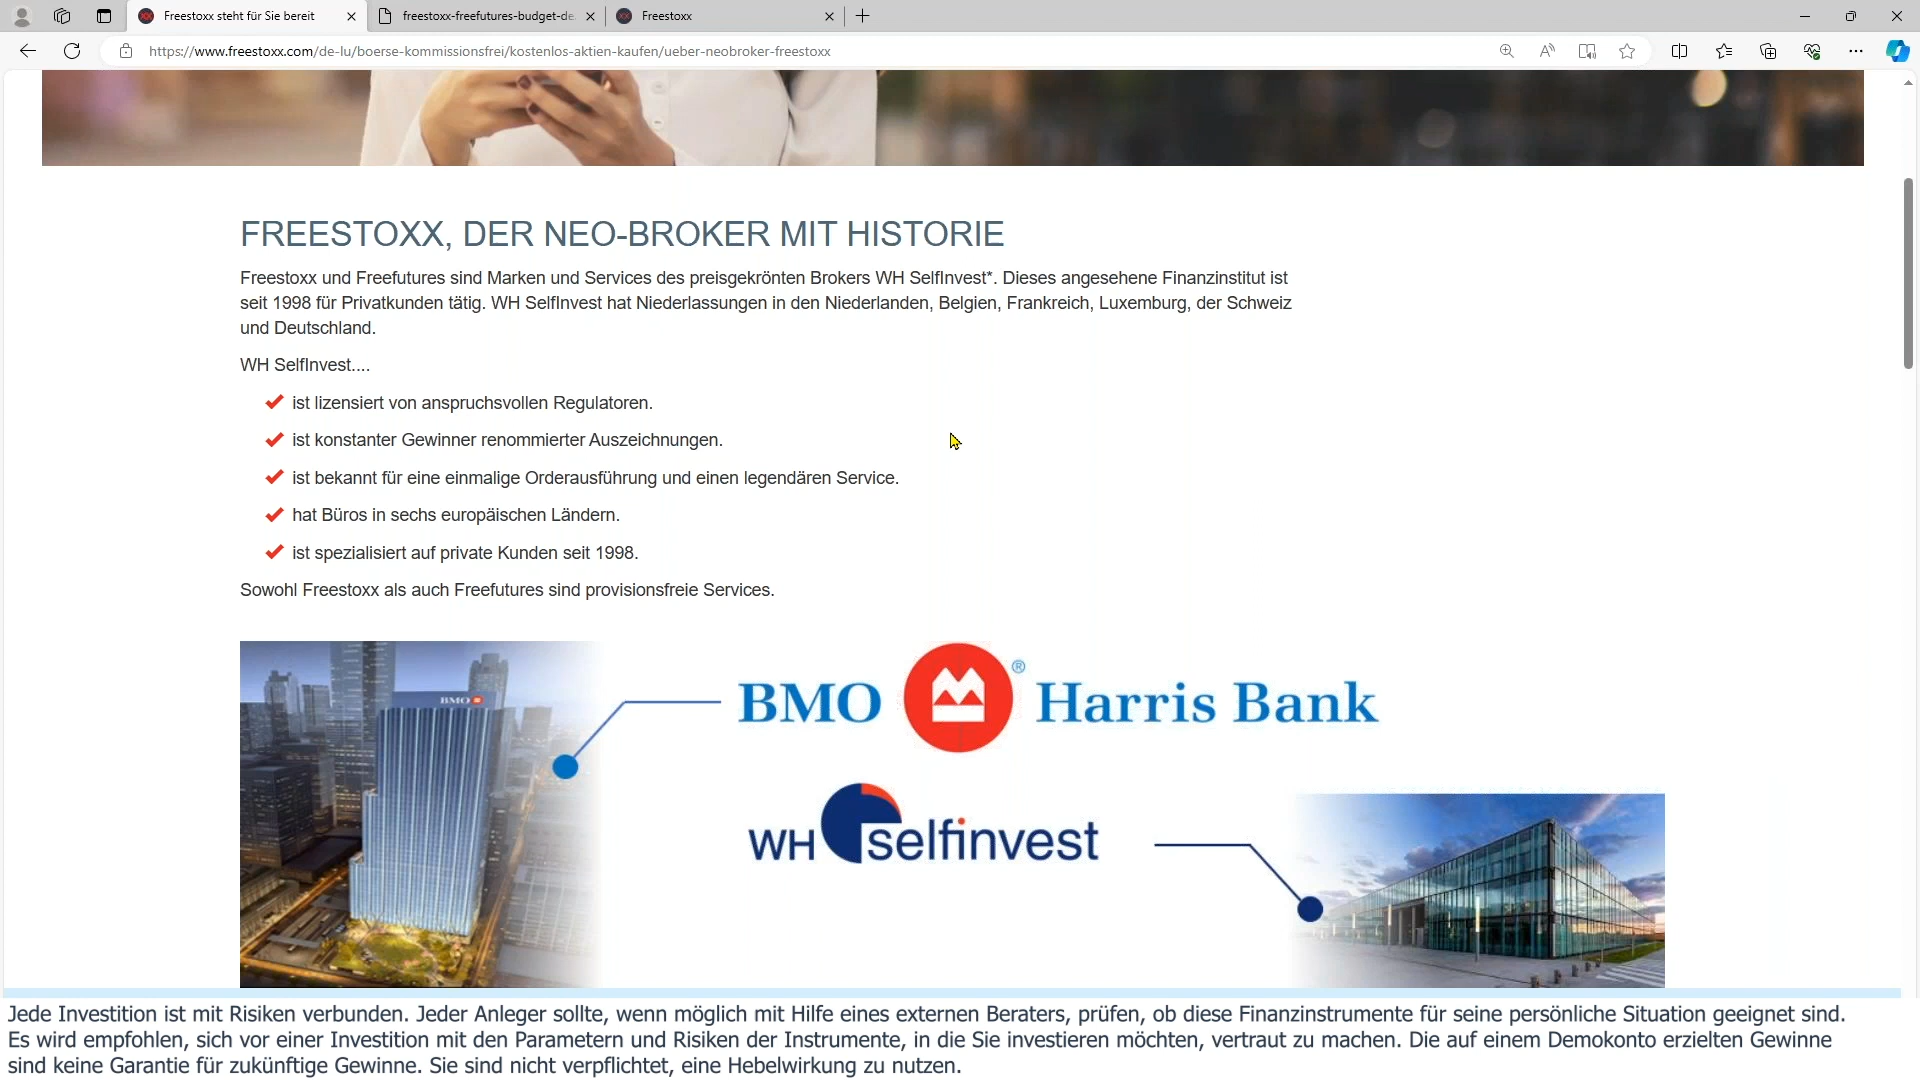 Freestoxx steht für Sie bereit
freestoxx-freefutures-budget-de
Freestoxx
https://www.freestoxx.com/de-lu/boerse-kommissionsfrei/kostenlos-aktien-kaufen/ueber-neobroker-freestoxx
FREESTOXX, DER NEO-BROKER MIT HISTORIE
Freestoxx und Freefutures sind Marken und Services des preisgekrönten Brokers WH SelfInvest*. Dieses angesehene Finanzinstitut ist
seit 1998 für Privatkunden tätig. WH SelfInvest hat Niederlassungen in den Niederlanden, Belgien, Frankreich, Luxemburg, der Schweiz
und Deutschland.
WH SelfInvest....
ist lizensiert von anspruchsvollen Regulatoren.
ist konstanter Gewinner renommierter Auszeichnungen.
ist bekannt für eine einmalige Orderausführung und einen legendären Service.
hat Büros in sechs europäischen Ländern.
ist spezialisiert auf private Kunden seit 1998.
Sowohl Freestoxx als auch Freefutures sind provisionsfreie Services.
BMO
BMO ® Harris Bank
WH selfinvest
Jede Investition ist mit Risiken verbunden. Jeder Anleger sollte, wenn möglich mit Hilfe eines externen Beraters, prüfen, ob diese Finanzinstrumente für seine persönliche Situation geeignet sind.
Es wird empfohlen, sich vor einer Investition mit den Parametern und Risiken der Instrumente, in die Sie investieren möchten, vertraut zu machen. Die auf einem Demokonto erzielten Gewinne
sind keine Garantie für zukünftige Gewinne. Sie sind nicht verpflichtet, eine Hebelwirkung zu nutzen.